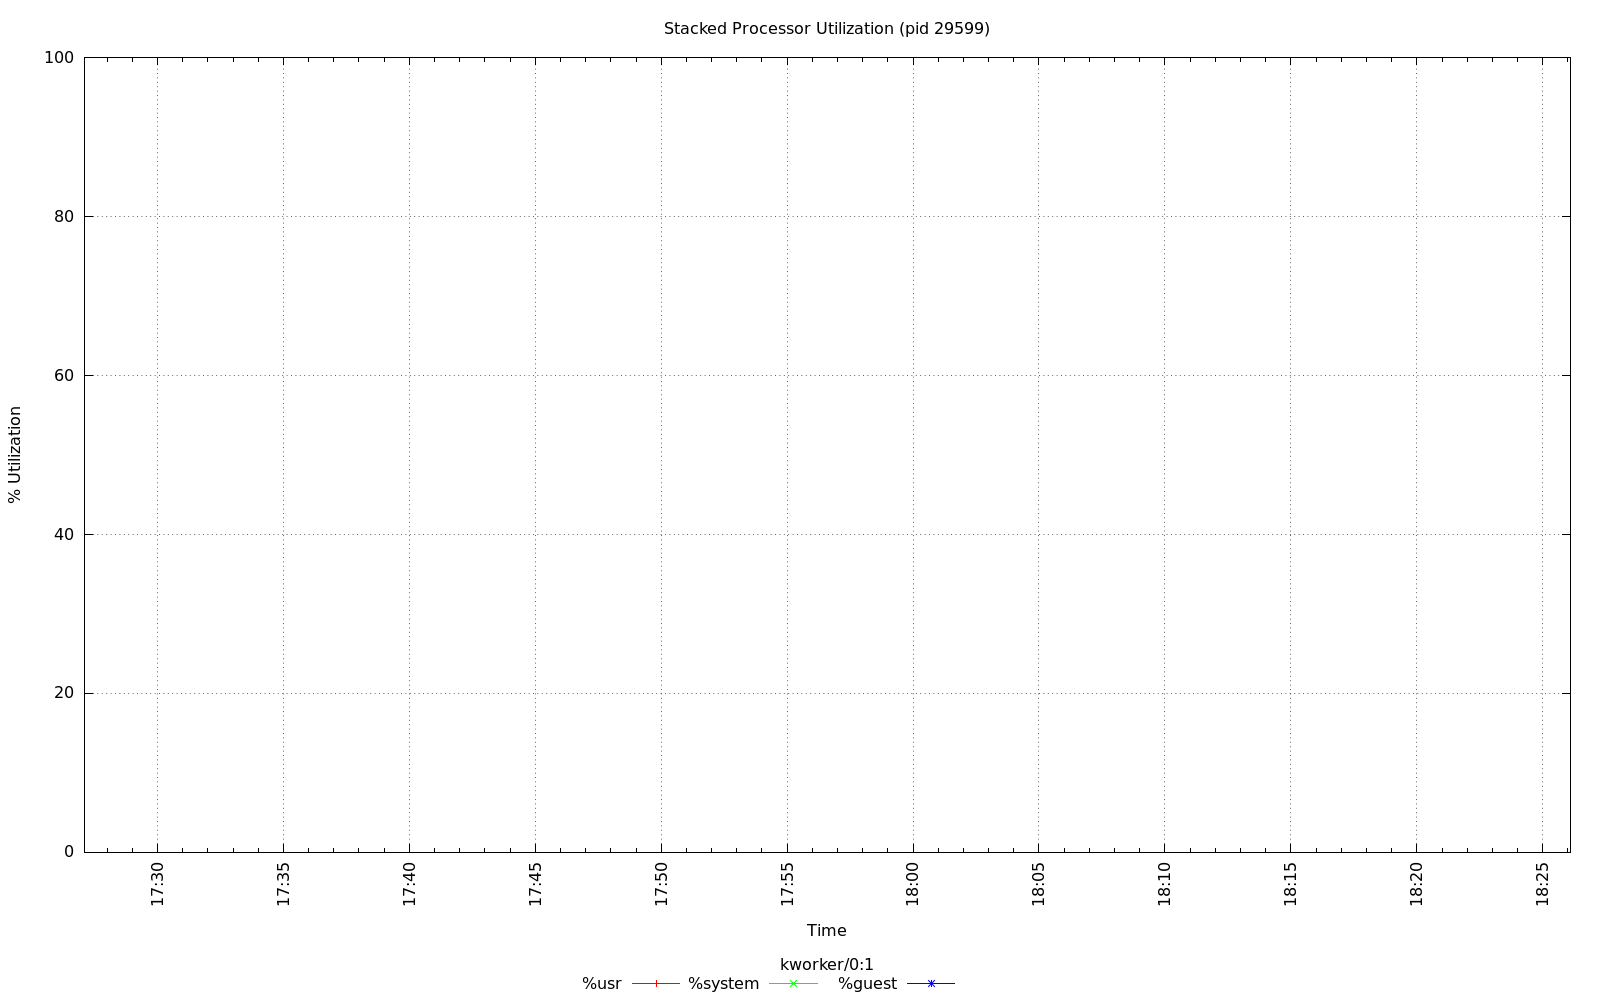 Stacked Processor Utilization (pid 29599)
100
80
60
40
20
0
% Utilization
17:30 17:35 17:40 17:45 17:50 17:55 18:00 18:05 18:10 18:15 18:20 18:25
Time
kworker/0:1
%usr %system %guest